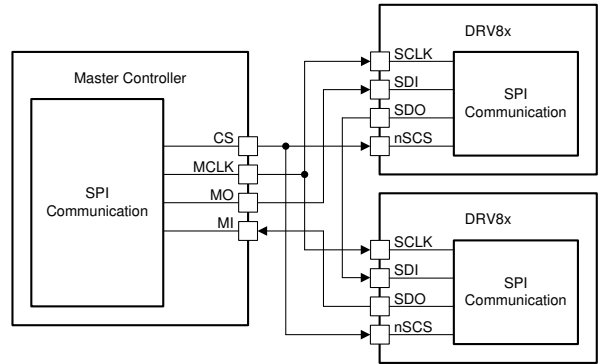 Master Controller
SPI
Communication
CS
MCLK
MO
MI
DRV8x
SCLK
SDI
SDO
nSCS
SPI
Communication
DRV8x
SCLK
SDI
SDO
nSCS
SPI
Communication